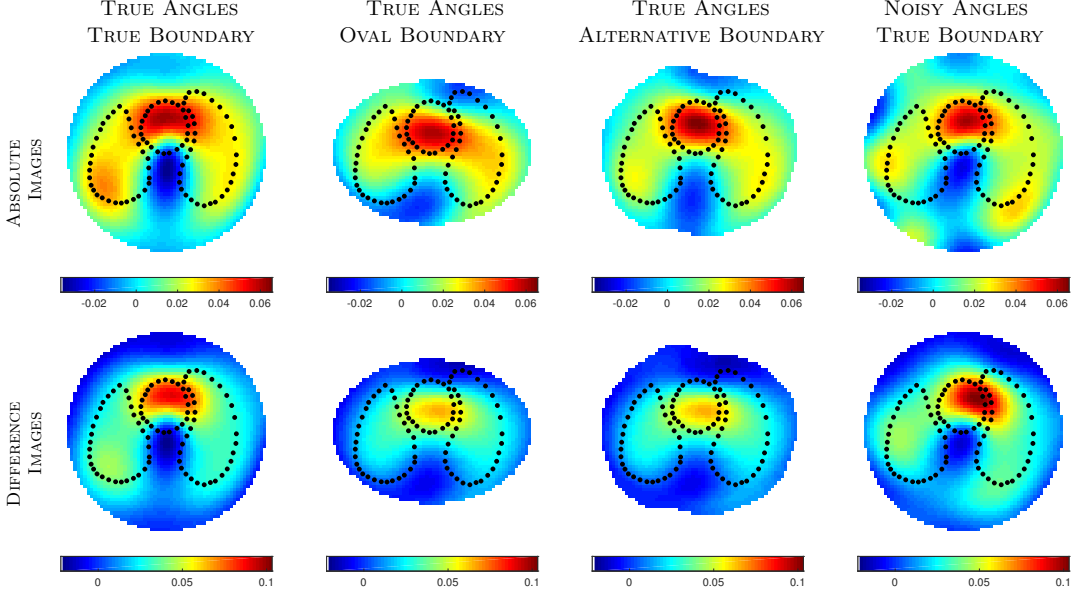 True Angles
True Boundary
True Angles
Oval Boundary
True Angles
Alternative Boundary
Noisy Angles
True Boundary
Absolute
Images
-0.02 0 0.02 0.04 0.06
-0.02 0 0.02 0.04 0.06
-0.02 0 0.02 0.04 0.06
-0.02 0 0.02 0.04 0.06
Difference
Images
0 0.05 0.1
0 0.05 0.1
0 0.05 0.1
0 0.05 0.1